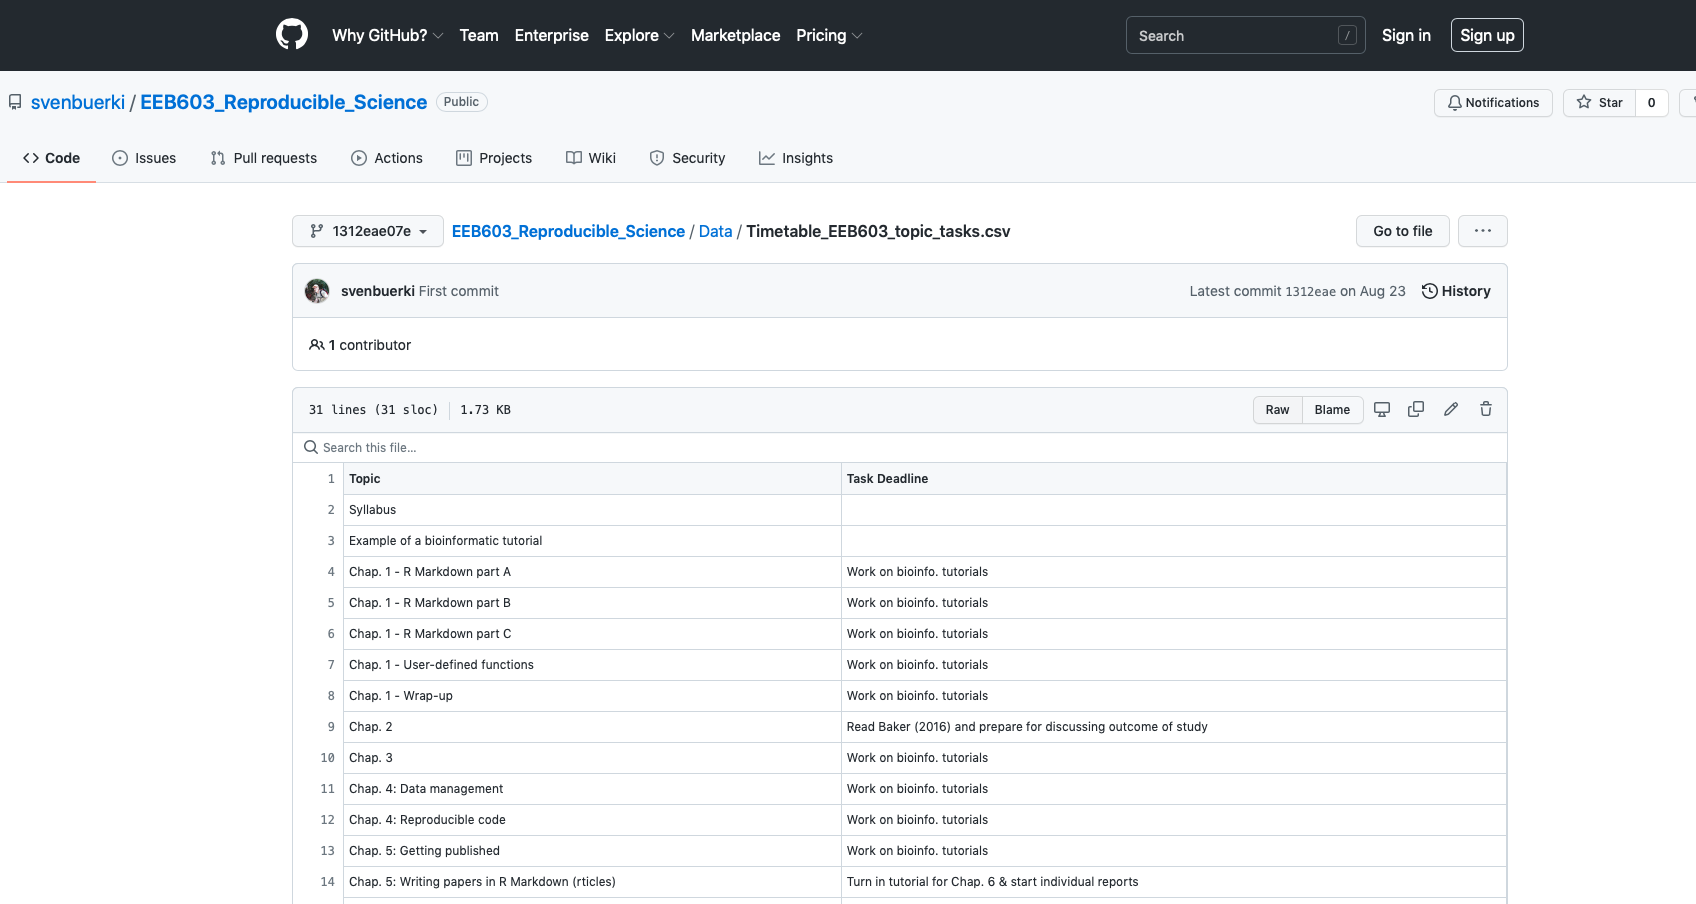 Why GitHub? Team Enterprise Explore Marketplace Pricing Search / Sign in Sign up
svenbuerki / EEB603_Reproducible_Science Public Notifications Star 0
Code Issues Pull requests Actions Projects Wiki Security Insights
1312eae07e EEB603_Reproducible_Science / Data / Timetable_EEB603_topic_tasks.csv Go to file ...
svenbuerki First commit Latest commit 1312eae on Aug 23 History
1 contributor
31 lines (31 sloc) 1.73 KB Raw Blame
Search this file...
1 Topic Task Deadline
2 Syllabus
3 Example of a bioinformatic tutorial
4 Chap. 1 - R Markdown part A Work on bioinfo. tutorials
5 Chap. 1 - R Markdown part B Work on bioinfo. tutorials
6 Chap. 1 - R Markdown part C Work on bioinfo. tutorials
7 Chap. 1 - User-defined functions Work on bioinfo. tutorials
8 Chap. 1 - Wrap-up Work on bioinfo. tutorials
9 Chap. 2 Read Baker (2016) and prepare for discussing outcome of study
10 Chap. 3 Work on bioinfo. tutorials
11 Chap. 4: Data management Work on bioinfo. tutorials
12 Chap. 4: Reproducible code Work on bioinfo. tutorials
13 Chap. 5: Getting published Work on bioinfo. tutorials
14 Chap. 5: Writing papers in R Markdown (rticles) Turn in tutorial for Chap. 6 & start individual reports